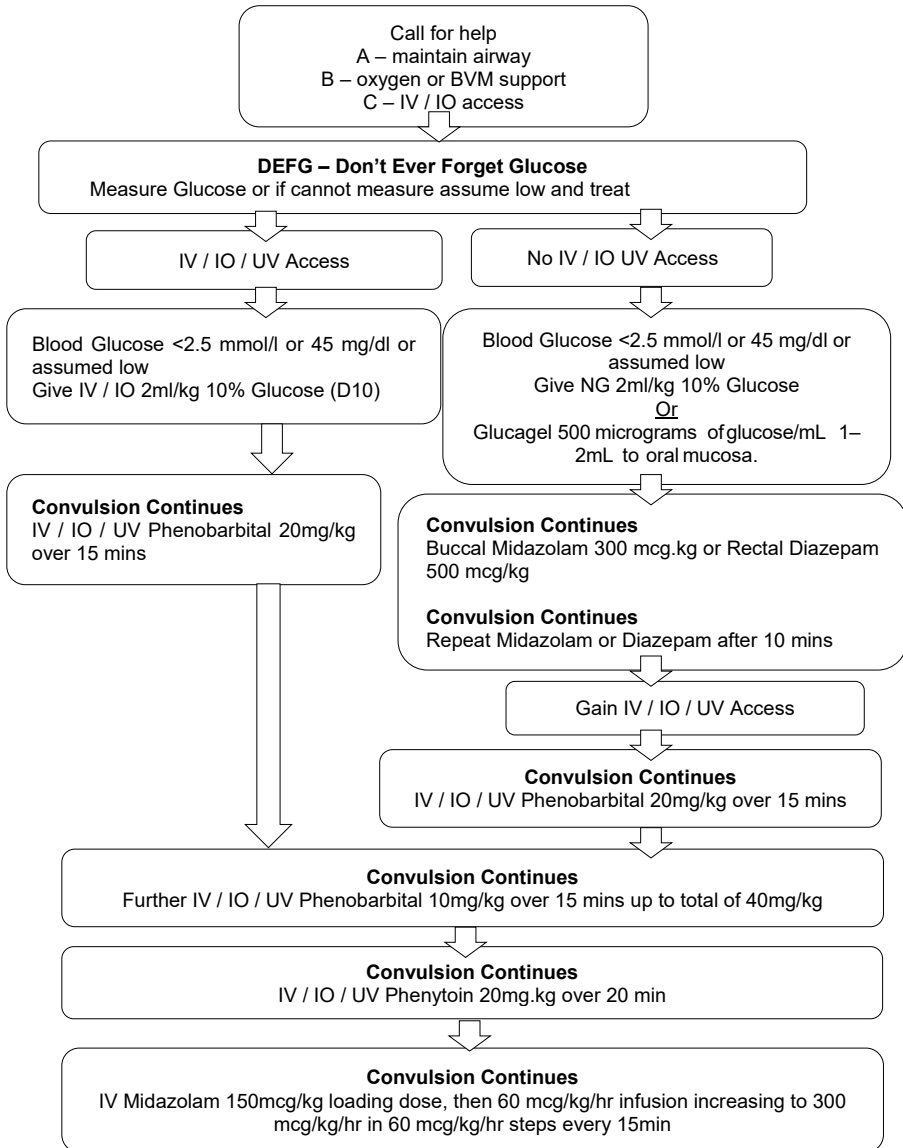 Call for help
A – maintain airway
B – oxygen or BVM support
C – IV / IO access
DEFG – Don't Ever Forget Glucose
Measure Glucose or if cannot measure assume low and treat
IV / IO / UV Access
No IV / IO UV Access
Blood Glucose <2.5 mmol/l or 45 mg/dl or
assumed low
Give IV / IO 2ml/kg 10% Glucose (D10)
Blood Glucose <2.5 mmol/l or 45 mg/dl or
assumed low
Give NG 2ml/kg 10% Glucose
Or
Glucagel 500 micrograms of glucose/mL 1–
2mL to oral mucosa.
Convulsion Continues
IV / IO / UV Phenobarbital 20mg/kg
over 15 mins
Convulsion Continues
Buccal Midazolam 300 mcg.kg or Rectal Diazepam
500 mcg/kg
Convulsion Continues
Repeat Midazolam or Diazepam after 10 mins
Gain IV / IO / UV Access
Convulsion Continues
IV / IO / UV Phenobarbital 20mg/kg over 15 mins
Convulsion Continues
Further IV / IO / UV Phenobarbital 10mg/kg over 15 mins up to total of 40mg/kg
Convulsion Continues
IV / IO / UV Phenytoin 20mg.kg over 20 min
Convulsion Continues
IV Midazolam 150mcg/kg loading dose, then 60 mcg/kg/hr infusion increasing to 300
mcg/kg/hr in 60 mcg/kg/hr steps every 15min